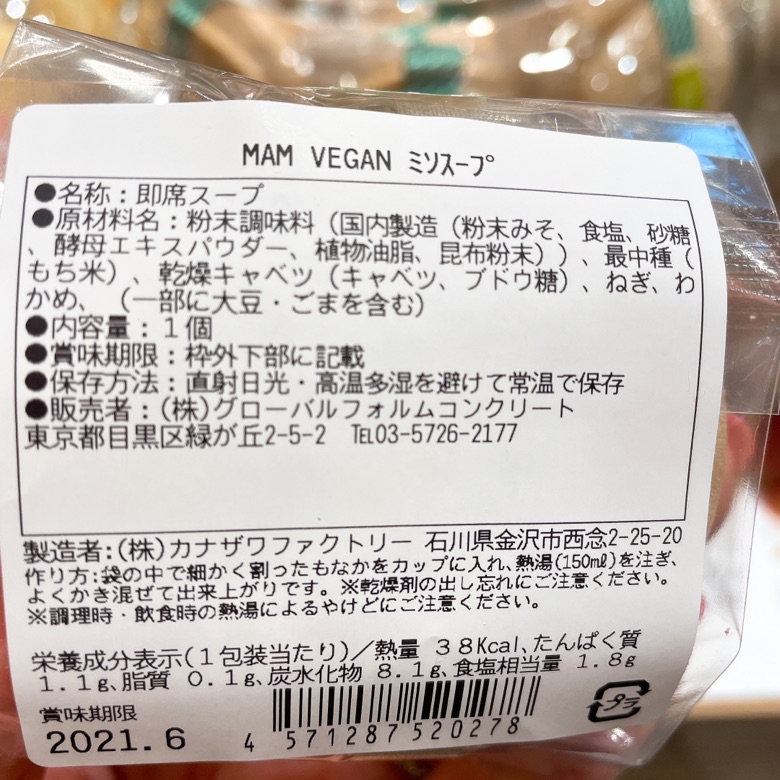 MAM VEGAN ミソスープ
●名称：即席スープ
●原材料名：粉末調味料（国内製造（粉末みそ、食塩、砂糖
、酵母エキスパウダー、植物油脂、昆布粉末））、最中種（
もち米）、乾燥キャベツ（キャベツ、ブドウ糖）、ねぎ、わ
かめ、（一部に大豆・ごまを含む）
●内容量：１個
●賞味期限：枠外下部に記載
●保存方法：直射日光・高温多湿を避けて常温で保存
●販売者：（株）グローバルフォルムコンクリート
東京都目黒区緑が丘2-5-2 ℡03-5726-2177
製造者:(株)カナザワファクトリー 石川県金沢市西念2-25-20
作り方:袋の中で細かく割ったもなかをカップに入れ、熱湯(150㎖)を注ぎ、
よくかき混ぜて出来上がりです。※乾燥剤の出し忘れにご注意ください。
※調理時・飲食時の熱湯によるやけどにご注意ください。
栄養成分表示(１包装当たり)／熱量 ３８Kcal､たんぱく質
１.１g､脂質 ０.１g､炭水化物 ８.１g､食塩相当量 １.８g
賞味期限
2021.6
4 571287 520278
プラ